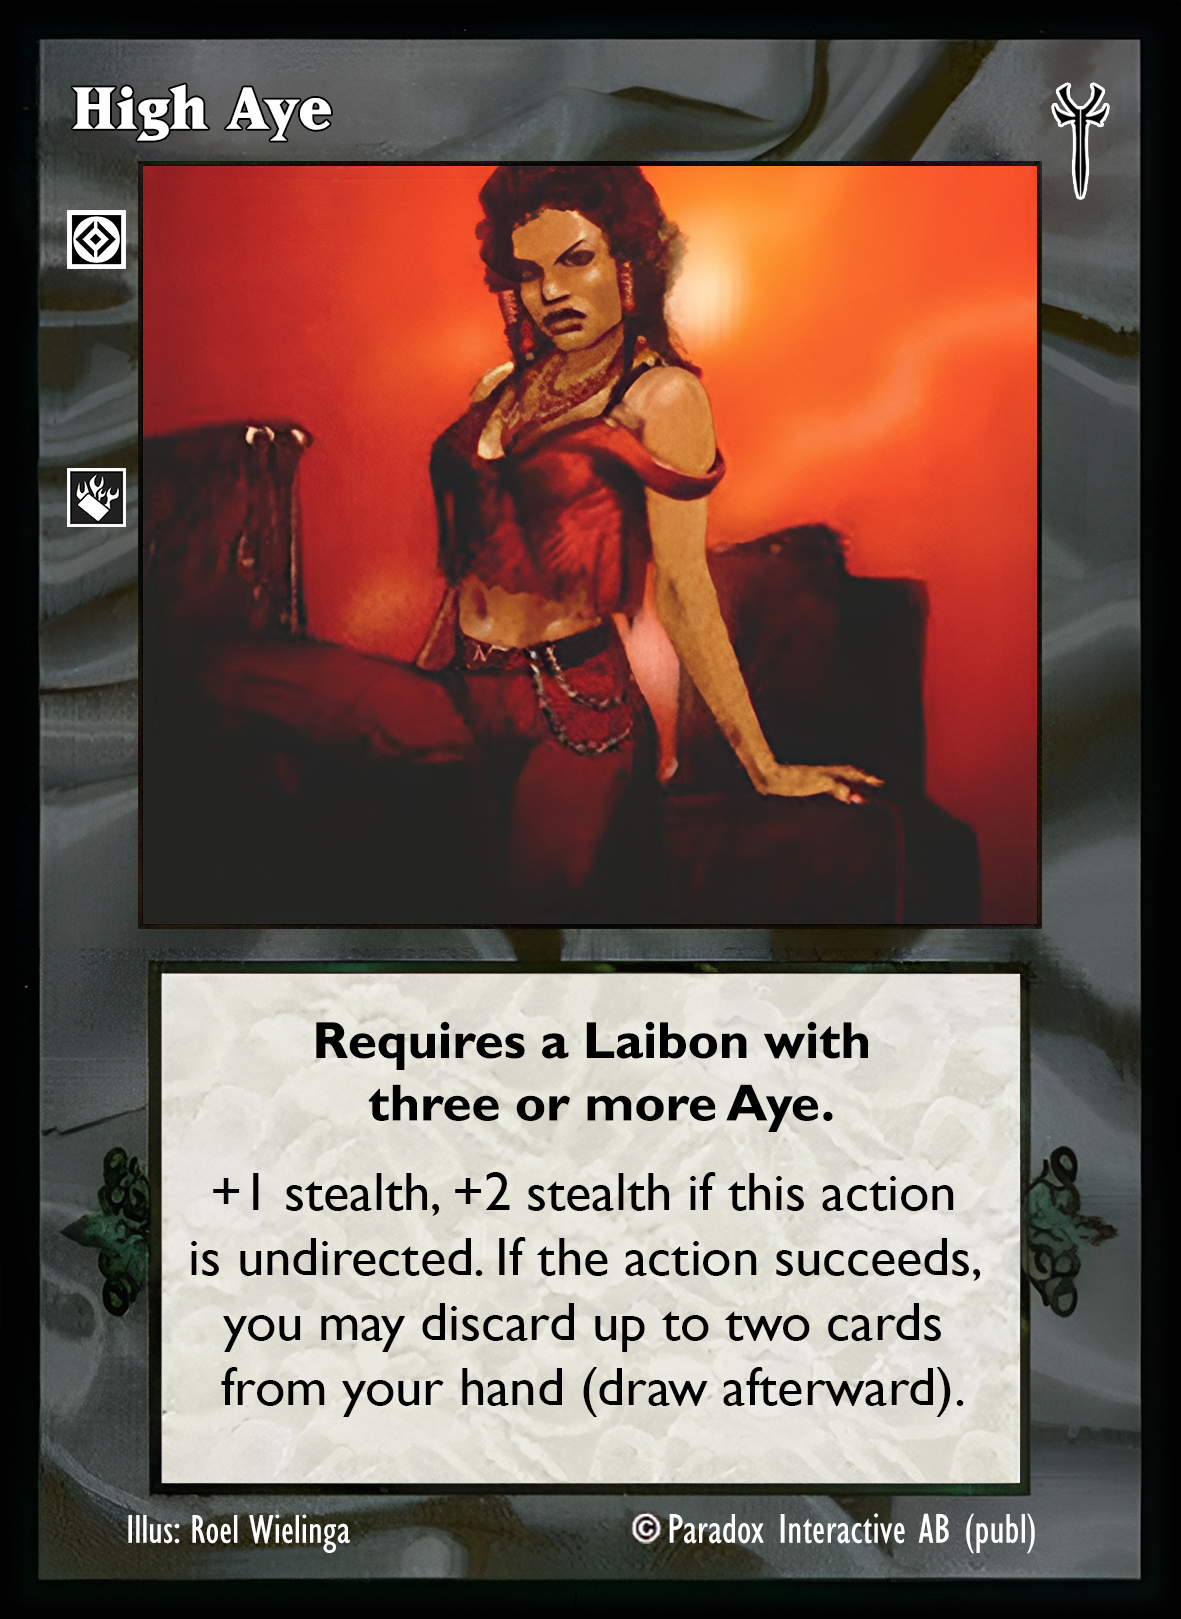 High Aye
Requires a Laibon with
three or more Aye.
+1 stealth, +2 stealth if this action
is undirected. If the action succeeds,
you may discard up to two cards
from your hand (draw afterward).
Illus: Roel Wielinga
© Paradox Interactive AB (publ)